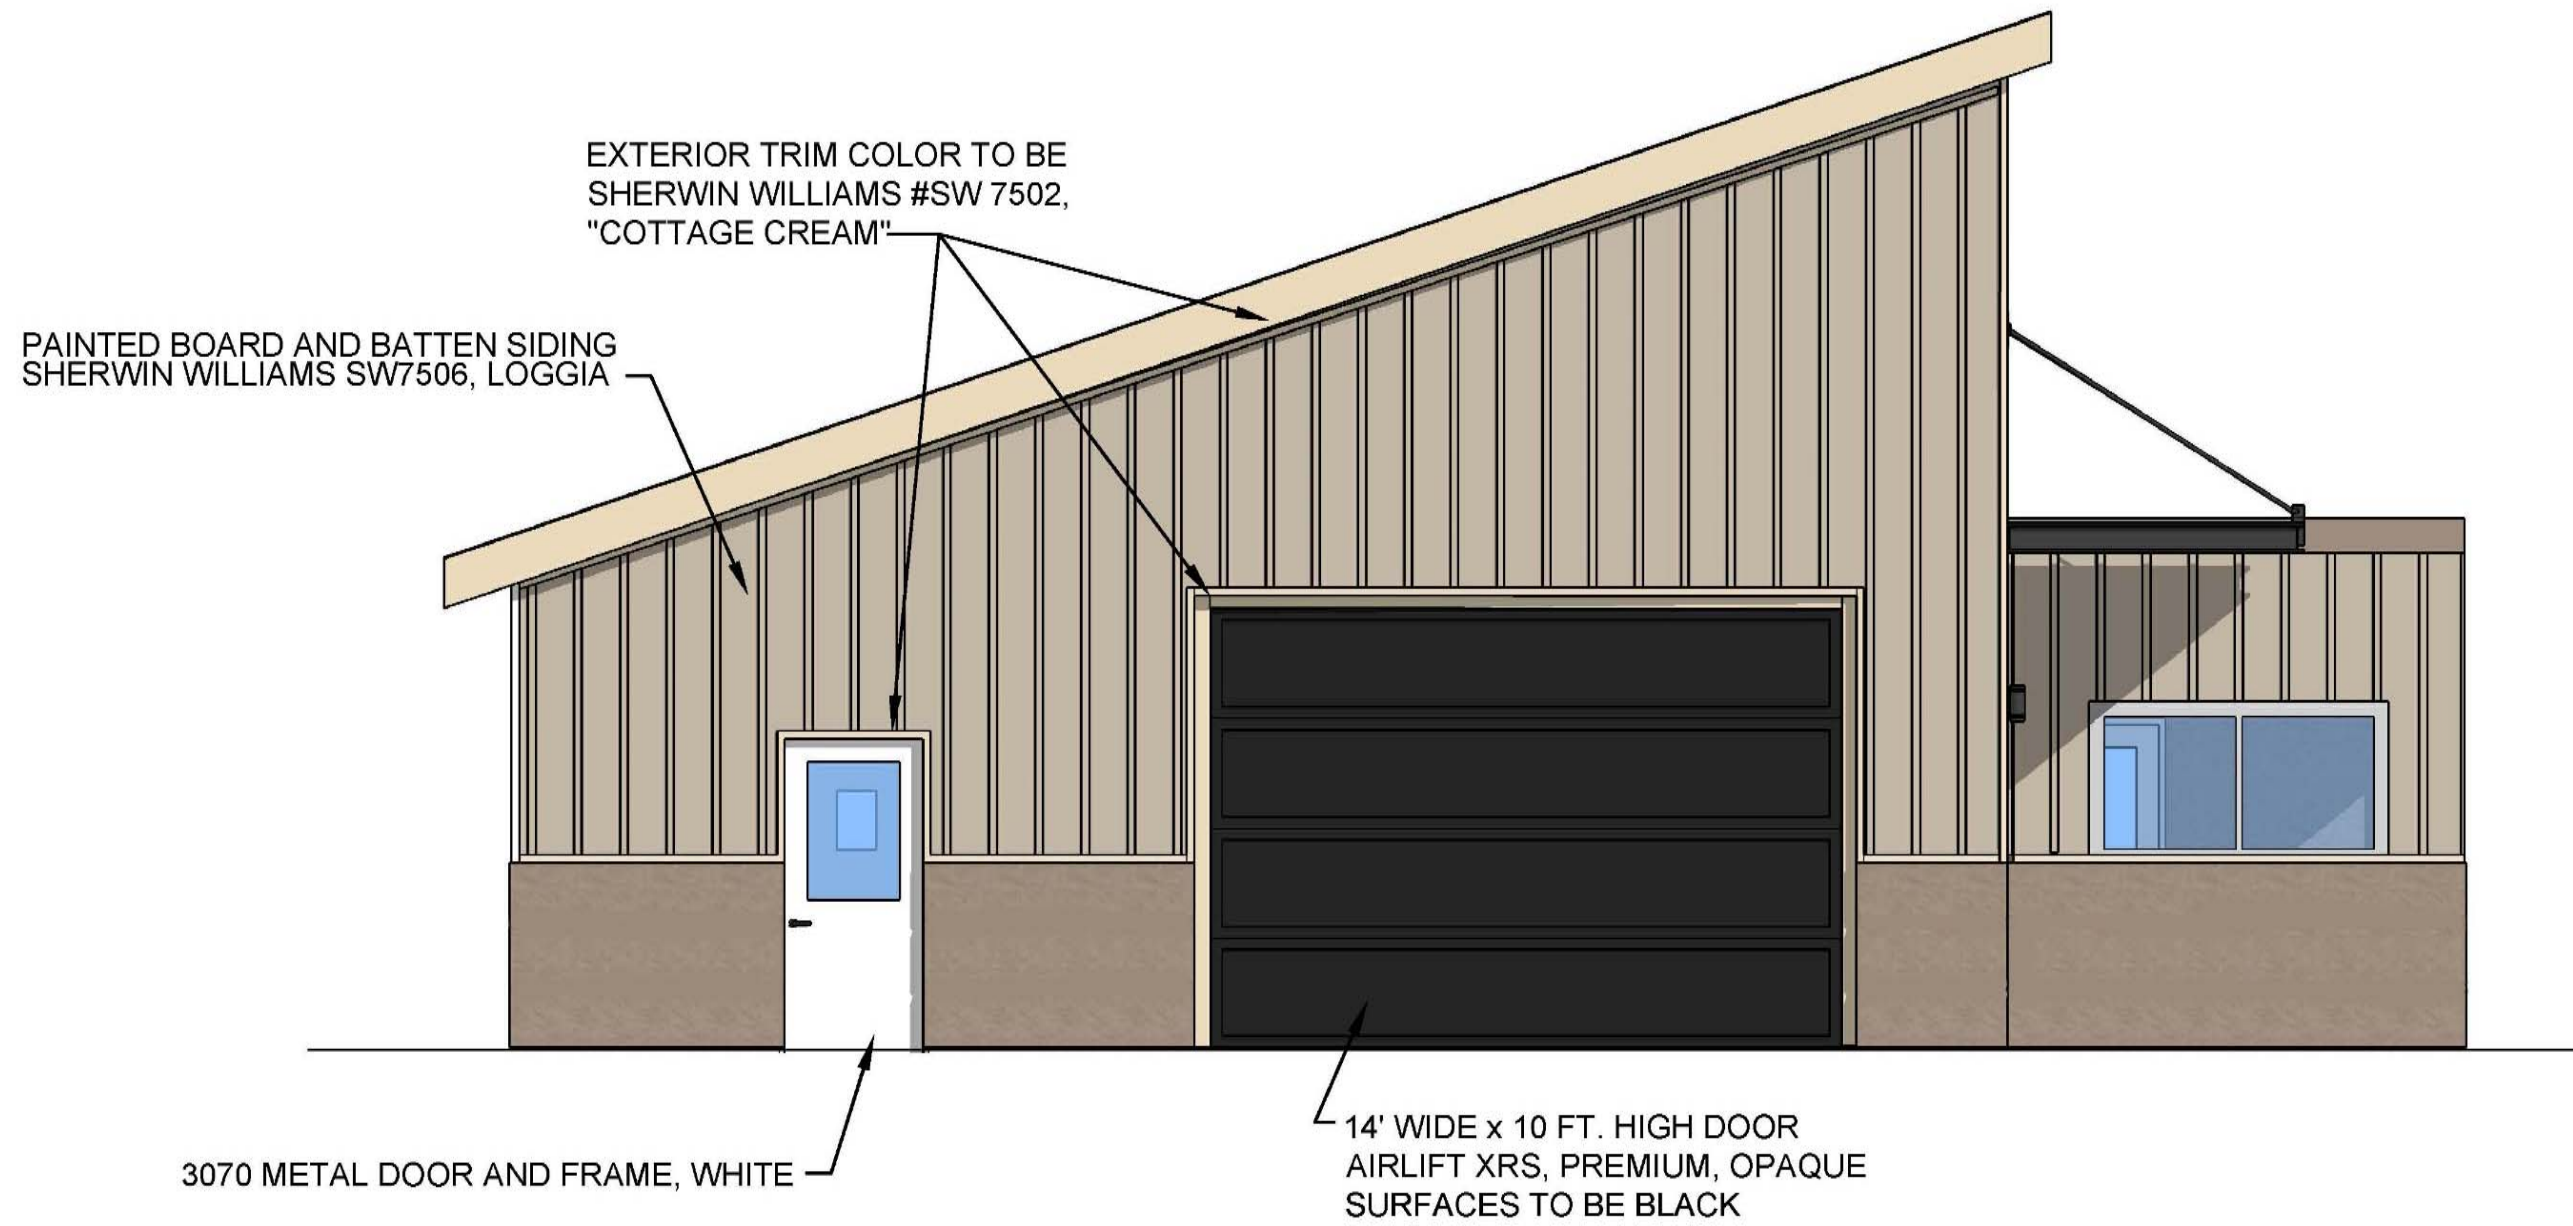 EXTERIOR TRIM COLOR TO BE
SHERWIN WILLIAMS #SW 7502,
"COTTAGE CREAM"
PAINTED BOARD AND BATTEN SIDING
SHERWIN WILLIAMS SW7506, LOGGIA
3070 METAL DOOR AND FRAME, WHITE
14' WIDE x 10 FT. HIGH DOOR
AIRLIFT XRS, PREMIUM, OPAQUE
SURFACES TO BE BLACK